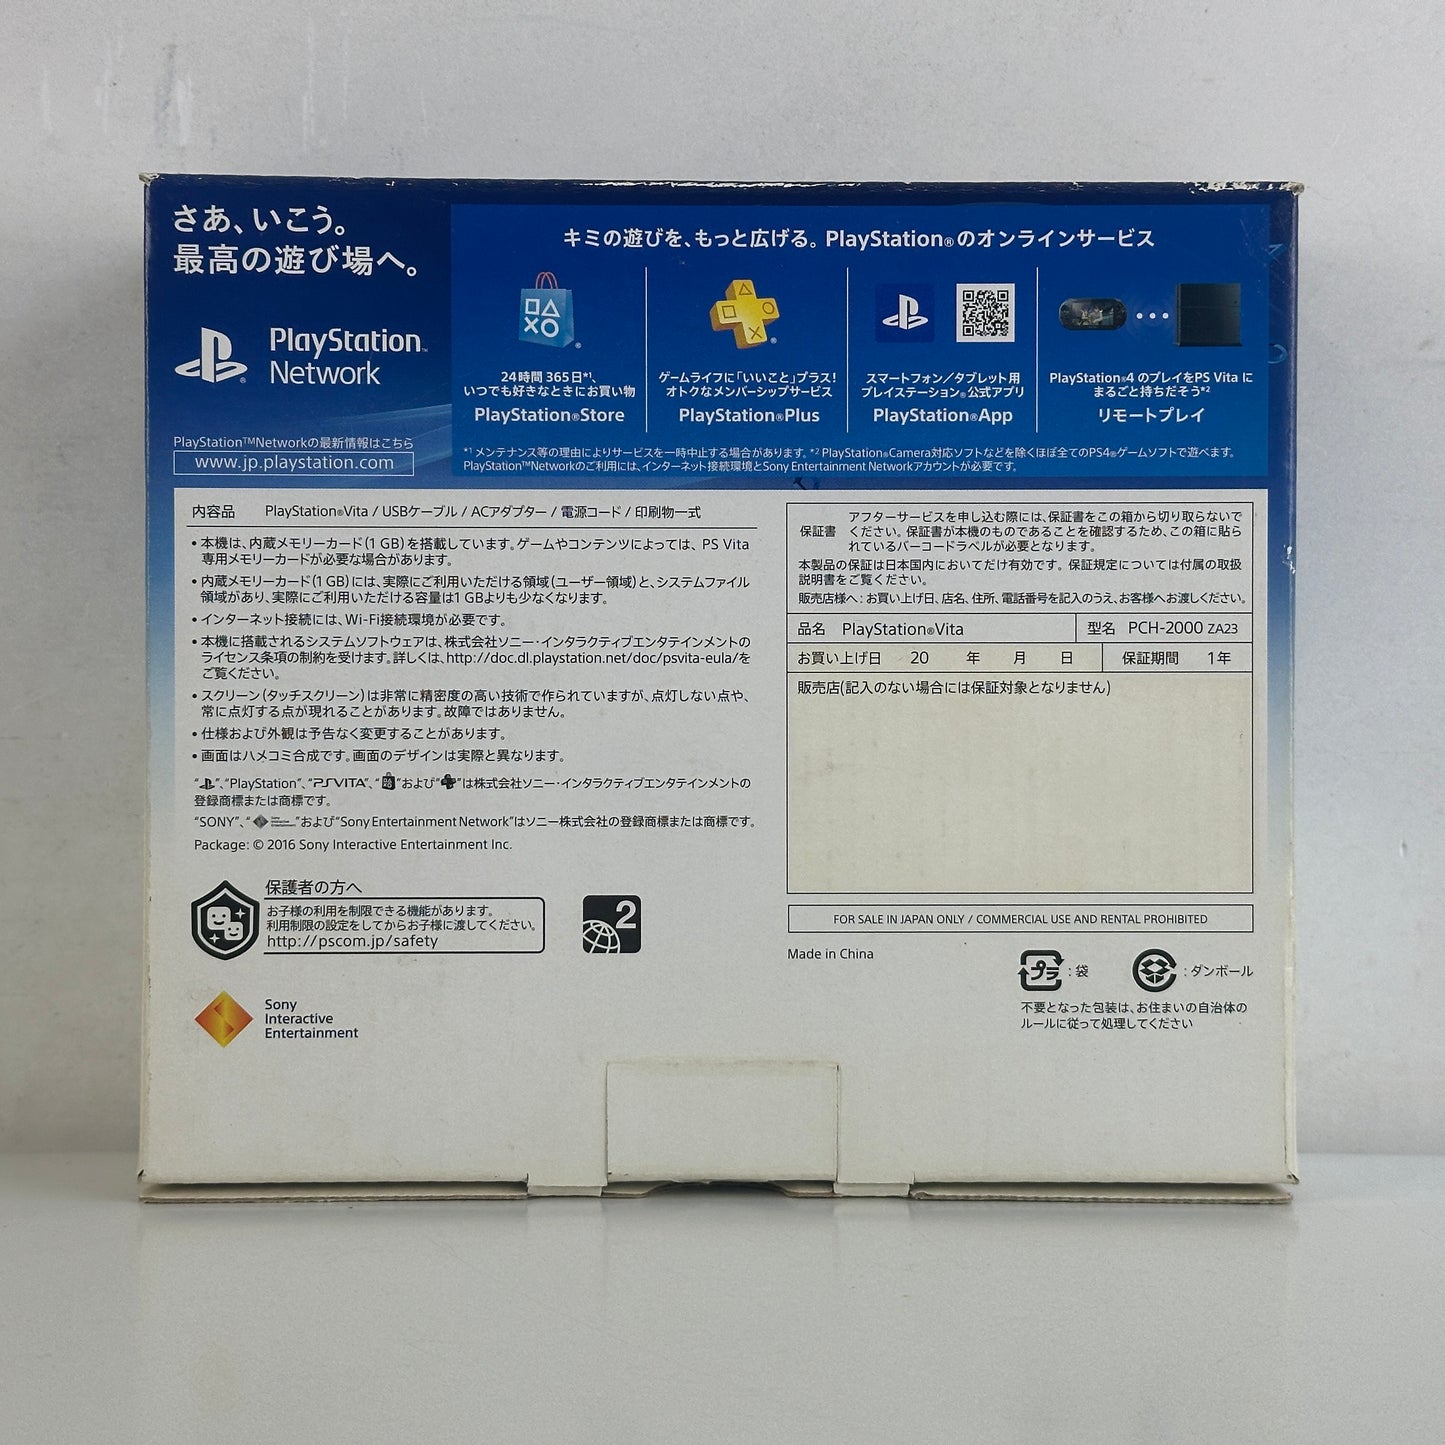 さあ、いこう。
最高の遊び場へ。
PlayStation™
Network
PlayStation™Networkの最新情報はこちら
www.jp.playstation.com
キミの遊びを、もっと広げる。PlayStation®のオンラインサービス
24時間 365日*1、
いつでも好きなときにお買い物
PlayStation®Store
ゲームライフに「いいこと」プラス!
オトクなメンバーシップサービス
PlayStation®Plus
スマートフォン/タブレット用
プレイステーション®公式アプリ
PlayStation®App
PlayStation®4 のプレイをPS Vita に
まるごと持ちだそう*2
リモートプレイ
*1 メンテナンス等の理由によりサービスを一時中止する場合があります。*2 PlayStation®Camera対応ソフトなどを除くほぼ全てのPS4®ゲームソフトで遊べます。
PlayStation™Networkのご利用には、インターネット接続環境とSony Entertainment Networkアカウントが必要です。
内容品 PlayStation®Vita / USBケーブル / ACアダプター / 電源コード / 印刷物一式
• 本機は、内蔵メモリーカード(1 GB)を搭載しています。ゲームやコンテンツによっては、PS Vita
専用メモリーカードが必要な場合があります。
• 内蔵メモリーカード(1 GB)には、実際にご利用いただける領域(ユーザー領域)と、システムファイル
領域があり、実際にご利用いただける容量は1 GBよりも少なくなります。
• インターネット接続には、Wi-Fi接続環境が必要です。
• 本機に搭載されるシステムソフトウェアは、株式会社ソニー・インタラクティブエンタテインメントの
ライセンス条項の制約を受けます。詳しくは、http://doc.dl.playstation.net/doc/psvita-eula/を
ご覧ください。
• スクリーン(タッチスクリーン)は非常に精密度の高い技術で作られていますが、点灯しない点や、
常に点灯する点が現れることがあります。故障ではありません。
• 仕様および外観は予告なく変更することがあります。
• 画面はハメコミ合成です。画面のデザインは実際と異なります。
“ ”、“PlayStation”、“PSVITA”、“ ”および“ ”は株式会社ソニー・インタラクティブエンタテインメントの
登録商標または商標です。
“SONY”、“ ”および“Sony Entertainment Network”はソニー株式会社の登録商標または商標です。
Package: © 2016 Sony Interactive Entertainment Inc.
保護者の方へ
お子様の利用を制限できる機能があります。
利用制限の設定をしてからお子様に渡してください。
http://pscom.jp/safety
2
Sony
Interactive
Entertainment
保証書
アフターサービスを申し込む際には、保証書をこの箱から切り取らないで
ください。保証書が本機のものであることを確認するため、この箱に貼ら
れているバーコードラベルが必要となります。
本製品の保証は日本国内においてだけ有効です。保証規定については付属の取扱
説明書をご覧ください。
販売店様へ：お買い上げ日、店名、住所、電話番号を記入のうえ、お客様へお渡しください。
品名 PlayStation®Vita 型名 PCH-2000 ZA23
お買い上げ日 20 年 月 日 保証期間 1年
販売店(記入のない場合には保証対象となりません)
FOR SALE IN JAPAN ONLY / COMMERCIAL USE AND RENTAL PROHIBITED
Made in China
プラ : 袋 : ダンボール
不要となった包装は、お住まいの自治体の
ルールに従って処理してください